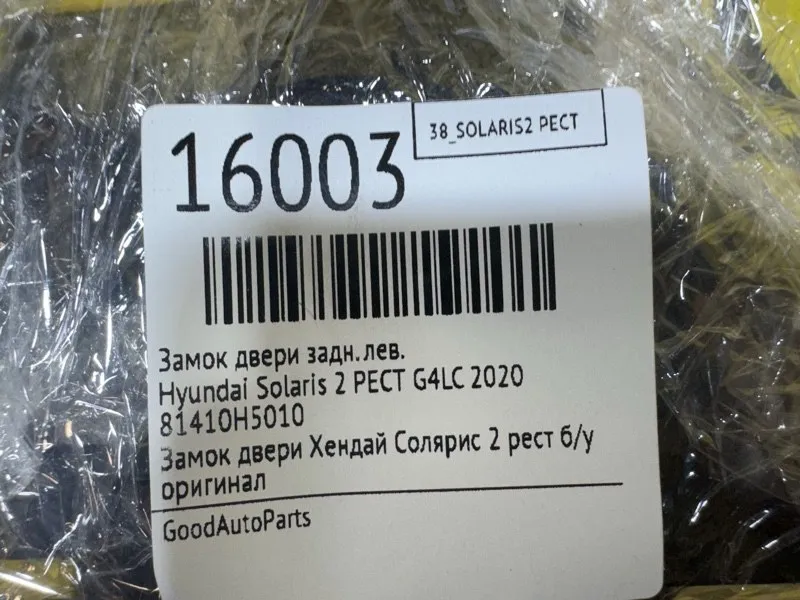 16003
38_SOLARIS2 РЕСТ
Замок двери задн.лев.
Hyundai Solaris 2 РЕСТ G4LC 2020
81410H5010
Замок двери Хендай Солярис 2 рест б/у
оригинал
GoodAutoParts